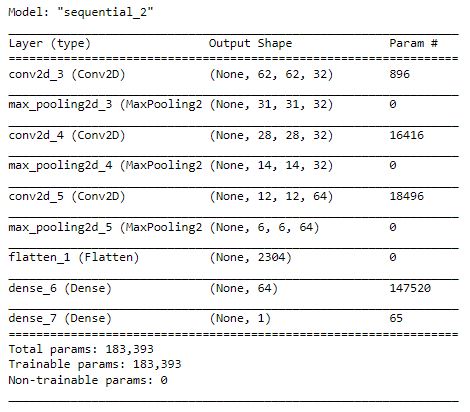 Model: "sequential_2"
Layer (type) Output Shape Param #
conv2d_3 (Conv2D) (None, 62, 62, 32) 896
max_pooling2d_3 (MaxPooling2 (None, 31, 31, 32) 0
conv2d_4 (Conv2D) (None, 28, 28, 32) 16416
max_pooling2d_4 (MaxPooling2 (None, 14, 14, 32) 0
conv2d_5 (Conv2D) (None, 12, 12, 64) 18496
max_pooling2d_5 (MaxPooling2 (None, 6, 6, 64) 0
flatten_1 (Flatten) (None, 2304) 0
dense_6 (Dense) (None, 64) 147520
dense_7 (Dense) (None, 1) 65
Total params: 183,393
Trainable params: 183,393
Non-trainable params: 0